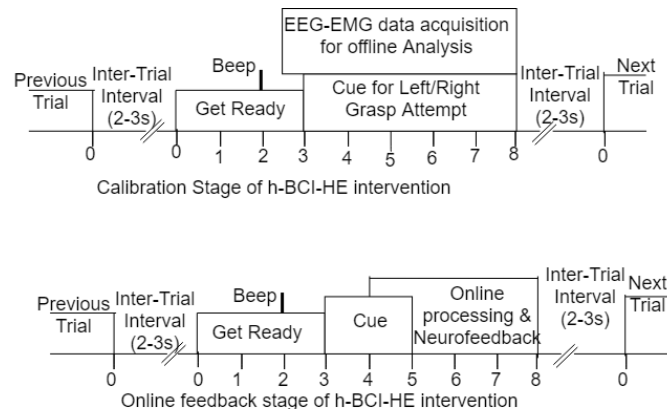 EEG-EMG data acquisition
for offline Analysis
Previous
Trial
Inter-Trial
Interval
(2-3s)
Beep
Get Ready
Cue for Left/Right
Grasp Attempt
Inter-Trial
Interval
(2-3s)
Next
Trial
0 0 1 2 3 4 5 6 7 8 0
Calibration Stage of h-BCI-HE intervention
Previous
Trial
Inter-Trial
Interval
(2-3s)
Beep
Get Ready
Cue
Online
processing &
Neurofeedback
Inter-Trial
Interval
(2-3s)
Next
Trial
0 0 1 2 3 4 5 6 7 8 0
Online feedback stage of h-BCI-HE intervention